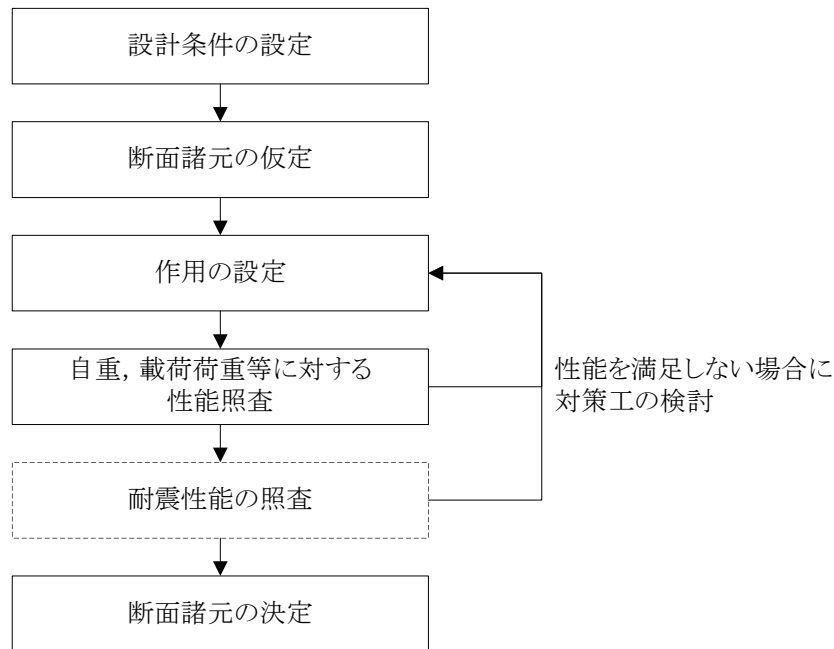 設計条件の設定
断面諸元の仮定
作用の設定
自重，載荷荷重等に対する
性能照査
性能を満足しない場合に
対策工の検討
耐震性能の照査
断面諸元の決定